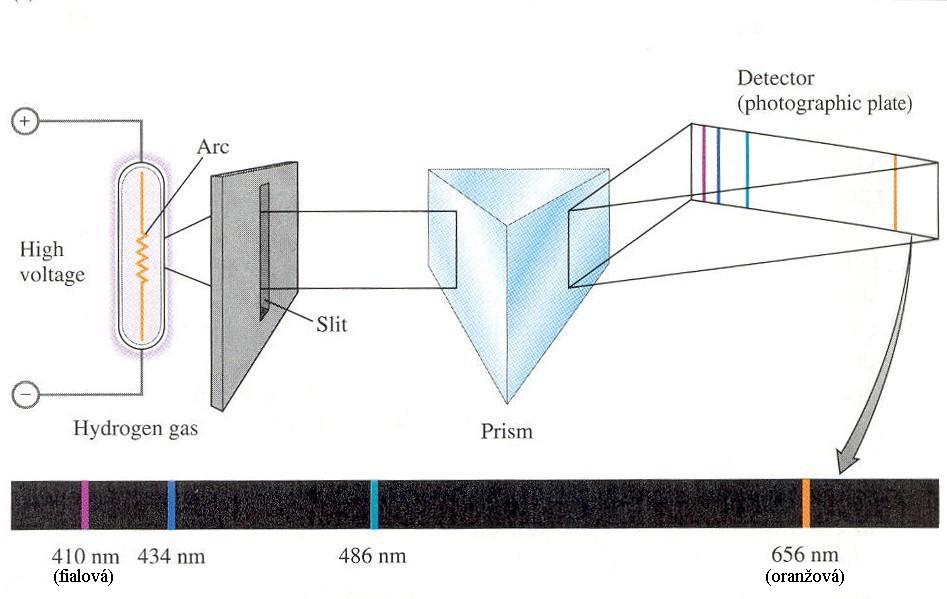 Detector
(photographic plate)
+
Arc
High
voltage
Slit
−
Hydrogen gas
Prism
410 nm
434 nm
486 nm
656 nm
(fialová)
(oranžová)